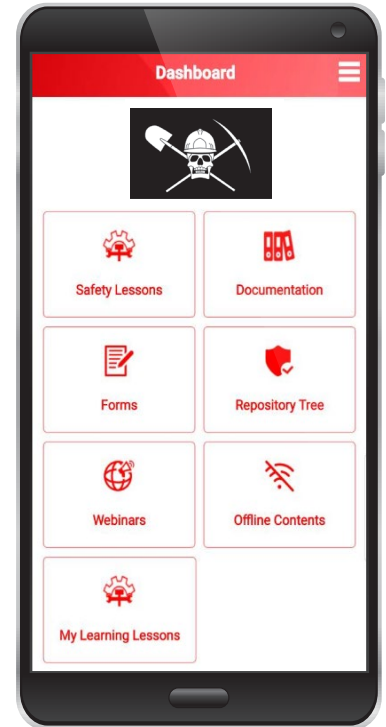 Dashboard
Safety Lessons
Documentation
Forms
Repository Tree
Webinars
Offline Contents
My Learning Lessons